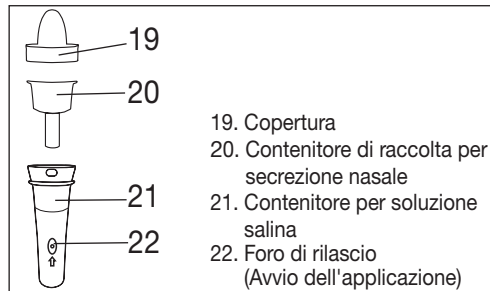 19
20
21
22
19. Copertura
20. Contenitore di raccolta per
secrezione nasale
21. Contenitore per soluzione
salina
22. Foro di rilascio
(Avvio dell'applicazione)